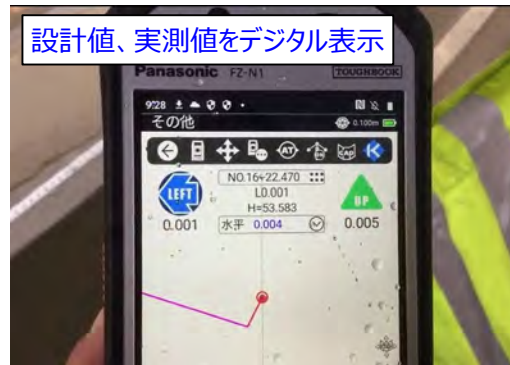 設計値、実測値をデジタル表示
Panasonic FZ-N1 TOUGHBOOK
9:28
その他 0.100m
AT CAD
LEFT NO.16+22.470 UP
L0.001
H=53.583
0.001 水平 0.004 0.005